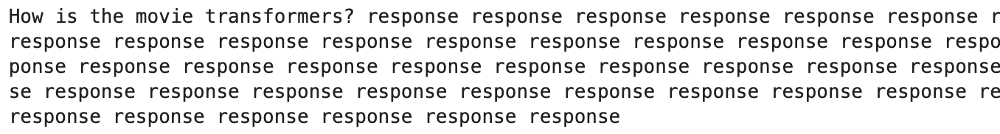 How is the movie transformers? response response response response response response r
response response response response response response response response response respo
ponse response response response response response response response response response
se response response response response response response response response response re
response response response response response response